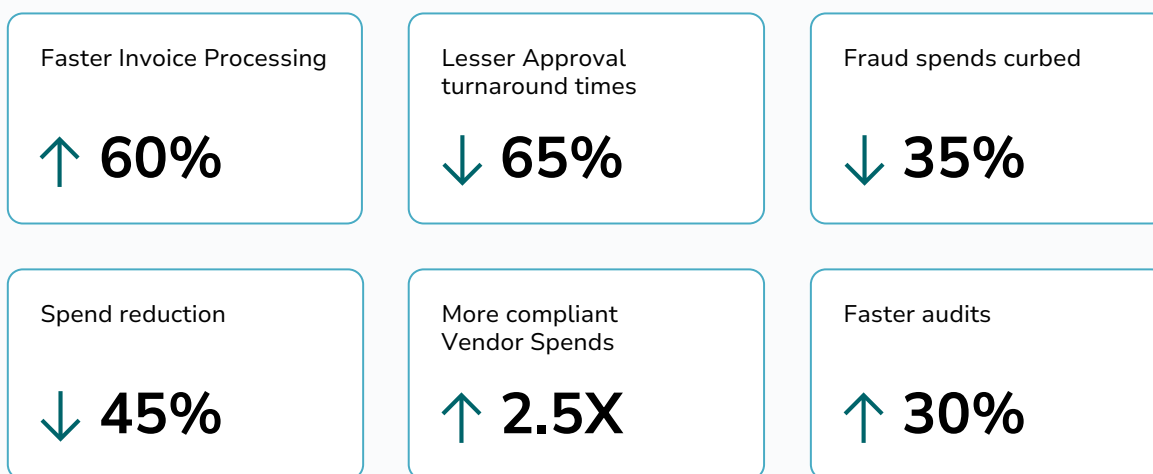 Faster Invoice Processing
↑ 60%
Lesser Approval
turnaround times
↓ 65%
Fraud spends curbed
↓ 35%
Spend reduction
↓ 45%
More compliant
Vendor Spends
↑ 2.5X
Faster audits
↑ 30%